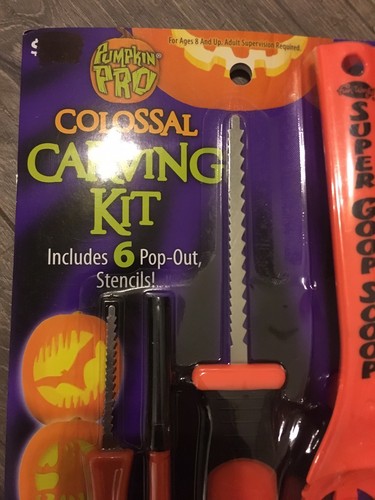 For Ages 8 And Up. Adult Supervision Required.
PUMPKIN
PRO
COLOSSAL
CARVING
KIT
Includes 6 Pop-Out,
Stencils!
SUPER GOOP SCOOP